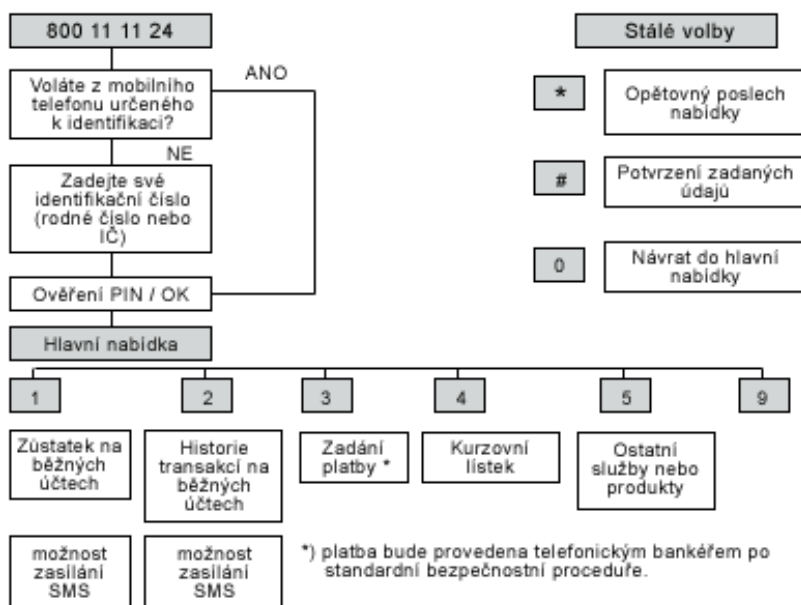 800 11 11 24
Stálé volby
Voláte z mobilního
telefonu určeného
k identifikaci?
ANO
NE
Zadejte své
identifikační číslo
(rodné číslo nebo
IČ)
Ověření PIN / OK
Hlavní nabídka
*
Opětovný poslech
nabídky
#
Potvrzení zadaných
údajů
0
Návrat do hlavní
nabídky
1
2
3
4
5
9
Zůstatek na
běžných
účtech
Historie
transakcí na
běžných
účtech
Zadání
platby *
Kurzovní
lístek
Ostatní
služby nebo
produkty
možnost
zasílání
SMS
možnost
zasílání
SMS
*) platba bude provedena telefonickým bankéřem po
standardní bezpečnostní proceduře.